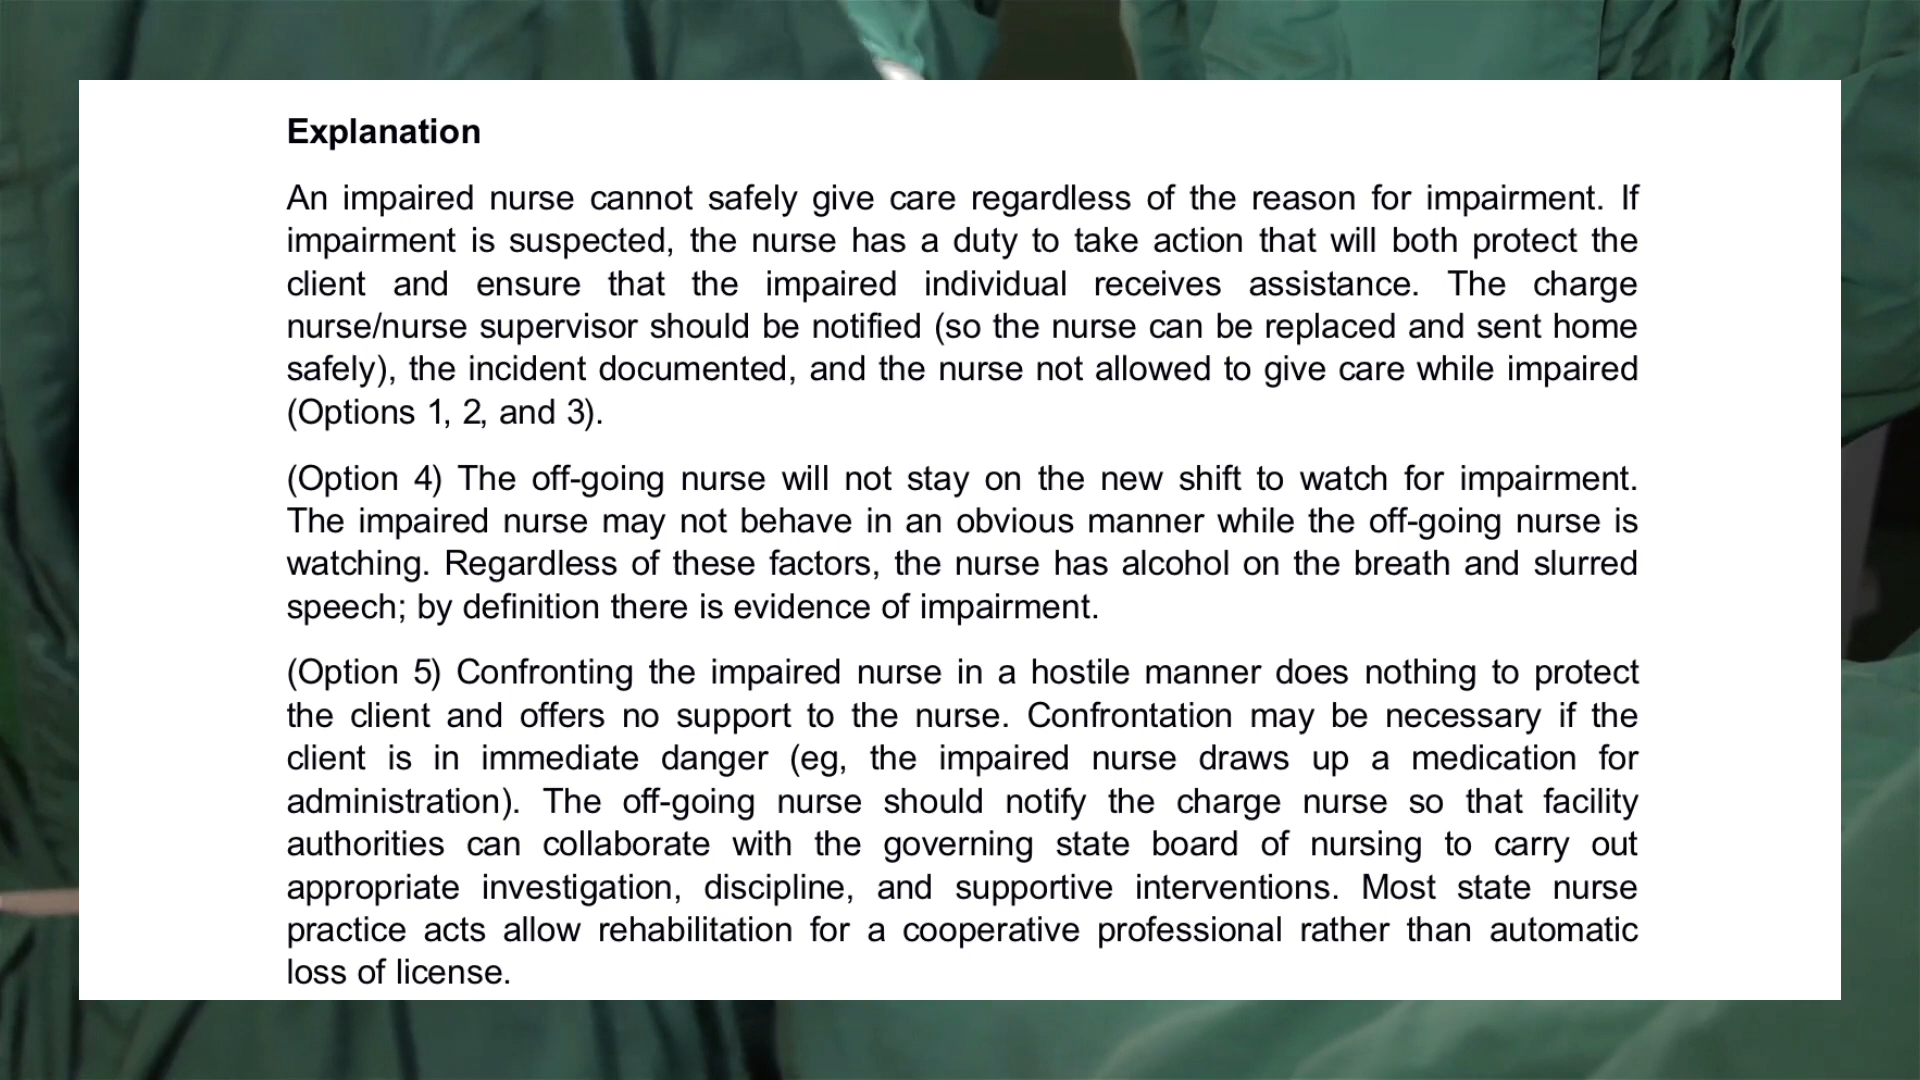 Explanation
An impaired nurse cannot safely give care regardless of the reason for impairment. If
impairment is suspected, the nurse has a duty to take action that will both protect the
client and ensure that the impaired individual receives assistance. The charge
nurse/nurse supervisor should be notified (so the nurse can be replaced and sent home
safely), the incident documented, and the nurse not allowed to give care while impaired
(Options 1, 2, and 3).
(Option 4) The off-going nurse will not stay on the new shift to watch for impairment.
The impaired nurse may not behave in an obvious manner while the off-going nurse is
watching. Regardless of these factors, the nurse has alcohol on the breath and slurred
speech; by definition there is evidence of impairment.
(Option 5) Confronting the impaired nurse in a hostile manner does nothing to protect
the client and offers no support to the nurse. Confrontation may be necessary if the
client is in immediate danger (eg, the impaired nurse draws up a medication for
administration). The off-going nurse should notify the charge nurse so that facility
authorities can collaborate with the governing state board of nursing to carry out
appropriate investigation, discipline, and supportive interventions. Most state nurse
practice acts allow rehabilitation for a cooperative professional rather than automatic
loss of license.